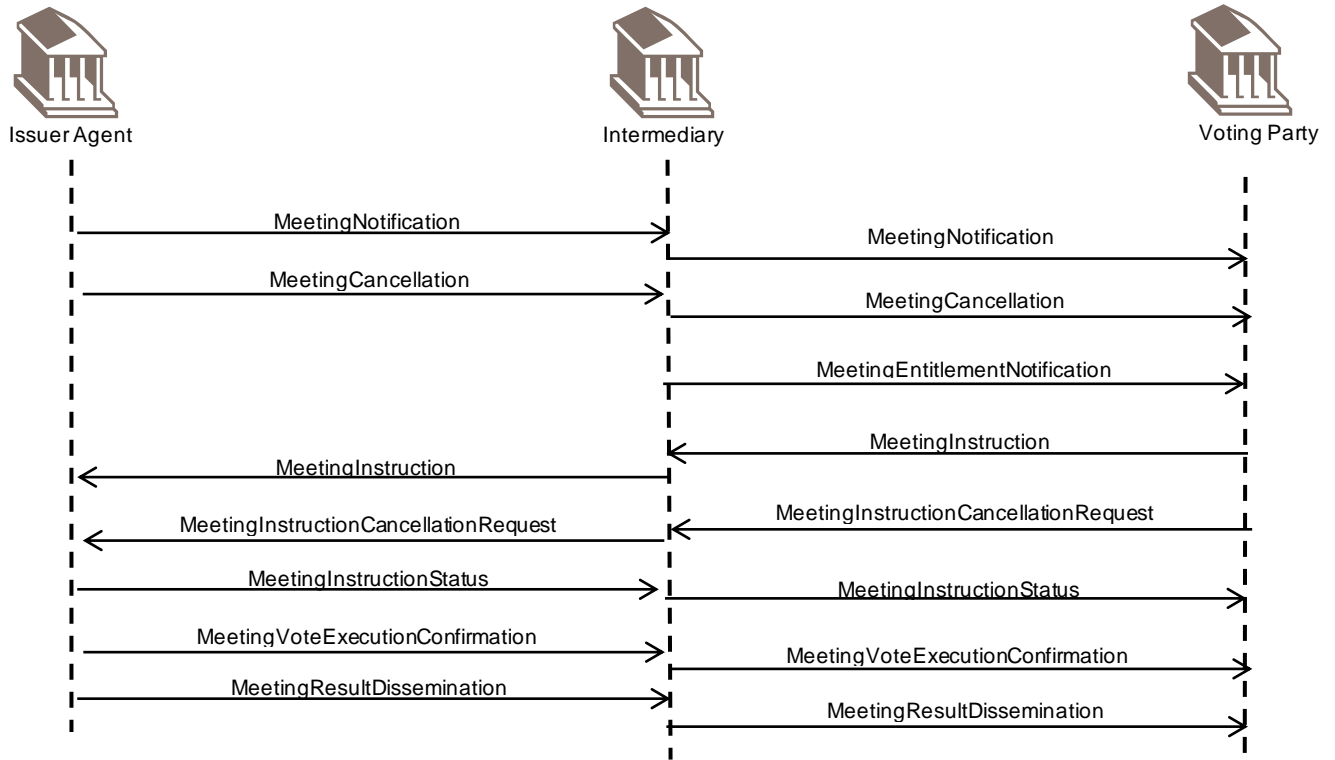 Issuer Agent
Intermediary
Voting Party
MeetingNotification
MeetingNotification
MeetingCancellation
MeetingCancellation
MeetingEntitlementNotification
MeetingInstruction
MeetingInstruction
MeetingInstructionCancellationRequest
MeetingInstructionCancellationRequest
MeetingInstructionStatus
MeetingInstructionStatus
MeetingVoteExecutionConfirmation
MeetingVoteExecutionConfirmation
MeetingResultDissemination
MeetingResultDissemination